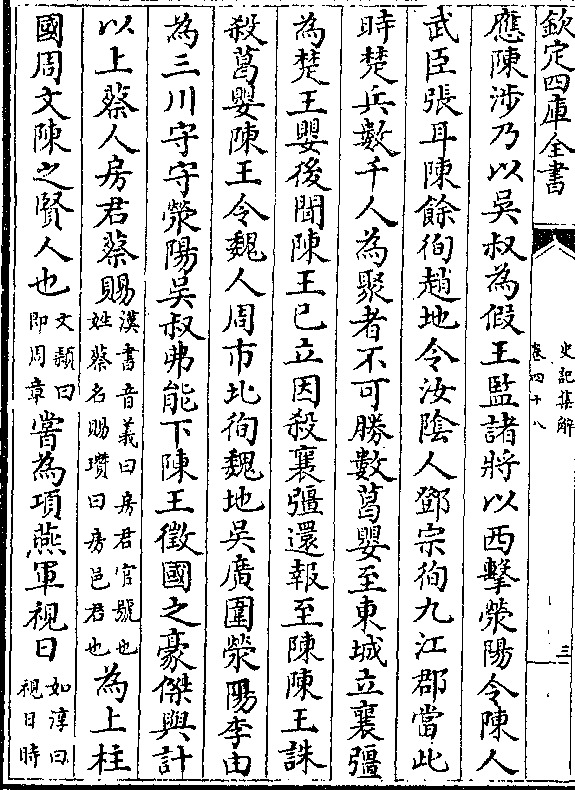 欽定四庫全書
史記集解
卷四十八
三
應陳涉乃以吳叔為假王監諸將以西擊滎陽令陳人
武臣張耳陳餘徇趙地令汝陰人鄧宗徇九江郡當此
時楚兵數千人為聚者不可勝數葛嬰至東城立襄彊
為楚王嬰後聞陳王已立因殺襄彊還報至陳陳王誅
殺葛嬰陳王令魏人周市北徇魏地吳廣圍滎陽李由
為三川守守滎陽吳叔弗能下陳王徵國之豪傑與計
以上蔡人房君蔡賜漢書音義曰房君官號也姓蔡名賜瓚曰房邑君也為上柱
國周文陳之賢人也文穎曰即周章嘗為項燕軍視日如淳曰視日時